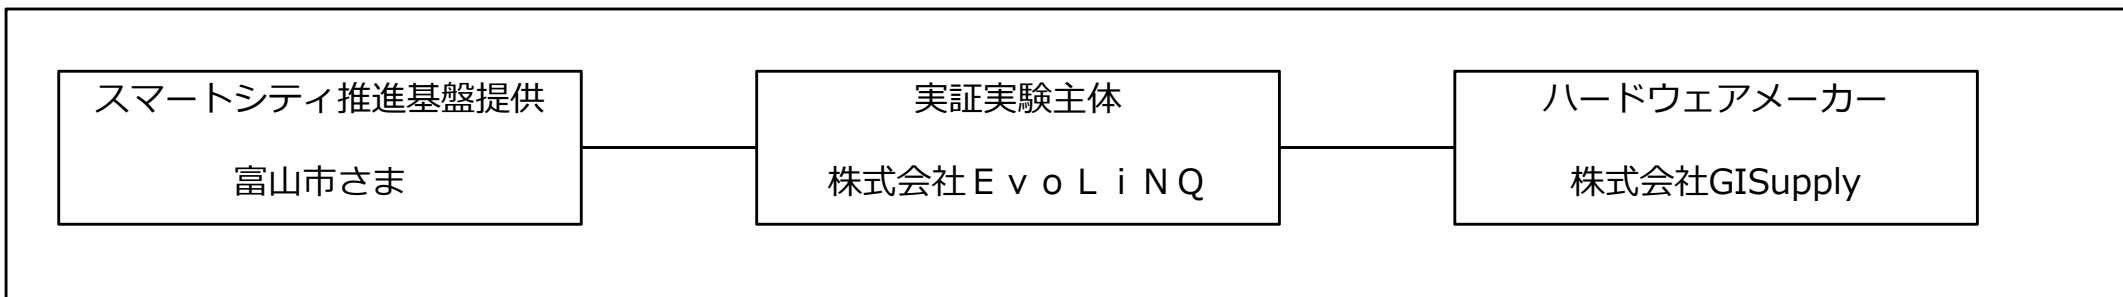 スマートシティ推進基盤提供
富山市さま
実証実験主体
株式会社ＥｖｏＬｉＮＱ
ハードウェアメーカー
株式会社GISupply